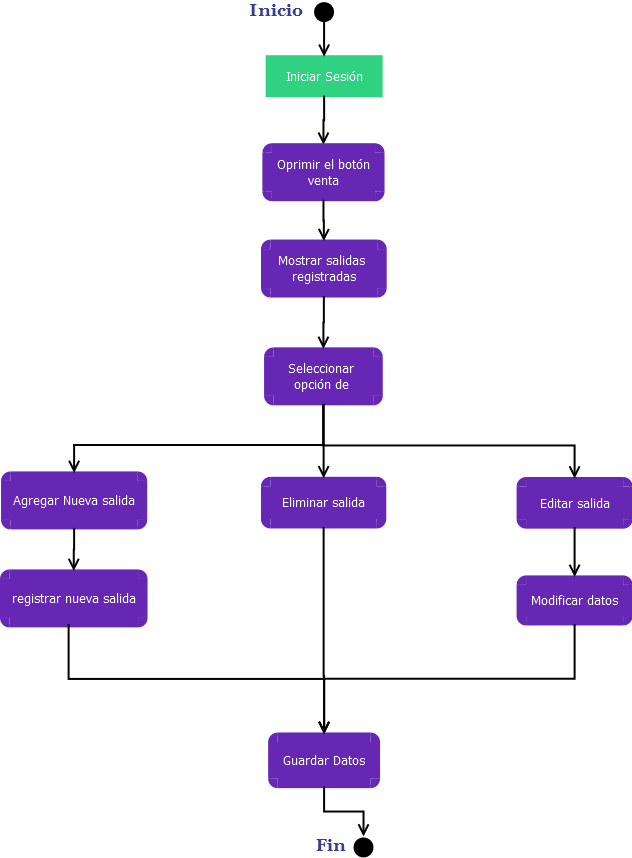 Inicio
Iniciar Sesión
Oprimir el botón
venta
Mostrar salidas
registradas
Seleccionar
opción de
Agregar Nueva salida
Eliminar salida
Editar salida
registrar nueva salida
Modificar datos
Guardar Datos
Fin